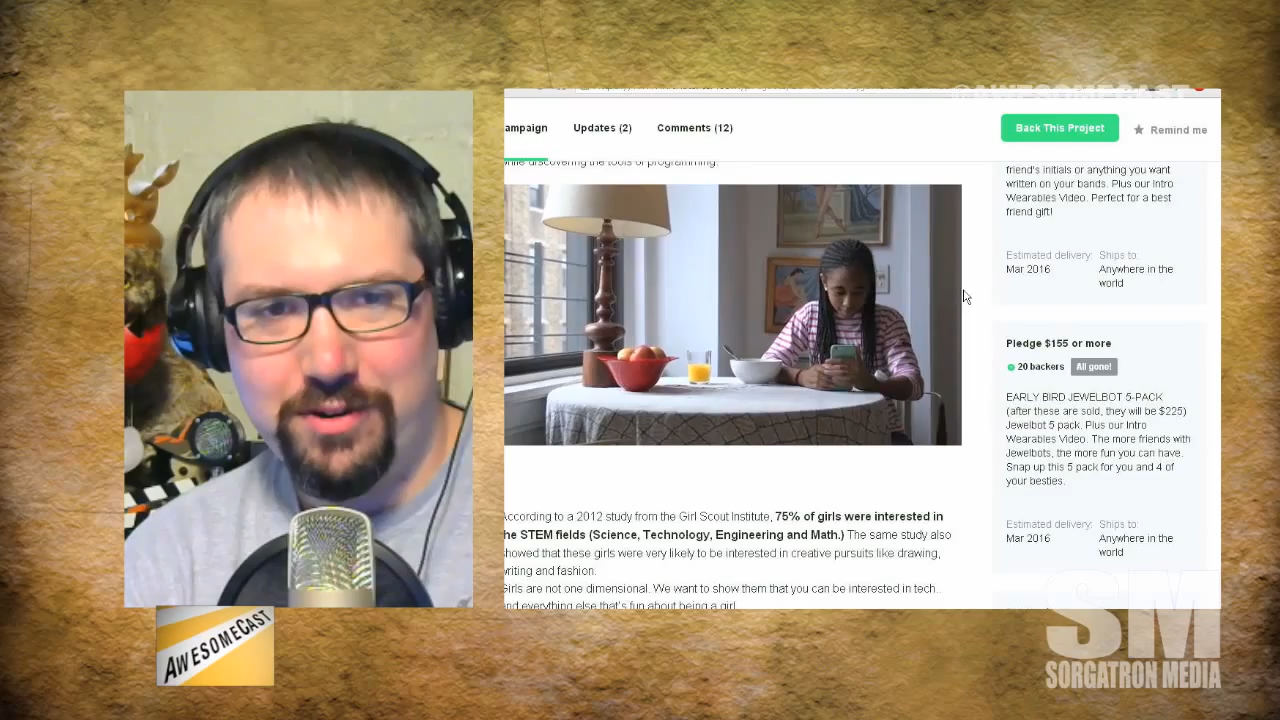 @AWESOMECAST
ampaign
Updates (2)
Comments (12)
Back This Project
Remind me
while discovering the tools of programming.
friend's initials or anything you want
written on your bands. Plus our Intro
Wearables Video. Perfect for a best
friend gift!
Estimated delivery:
Mar 2016
Ships to:
Anywhere in the
world
Pledge $155 or more
20 backers
All gone!
EARLY BIRD JEWELBOT 5-PACK
(after these are sold, they will be $225)
Jewelbot 5 pack. Plus our Intro
Wearables Video. The more friends with
Jewelbots, the more fun you can have.
Snap up this 5 pack for you and 4 of
your besties.
Estimated delivery:
Mar 2016
Ships to:
Anywhere in the
world
According to a 2012 study from the Girl Scout Institute, 75% of girls were interested in
he STEM fields (Science, Technology, Engineering and Math.) The same study also
showed that these girls were very likely to be interested in creative pursuits like drawing,
writing and fashion.
Girls are not one dimensional. We want to show them that you can be interested in tech..
and everything else that's fun about being a girl.
AWESOMECAST
SM
SORGATRON MEDIA